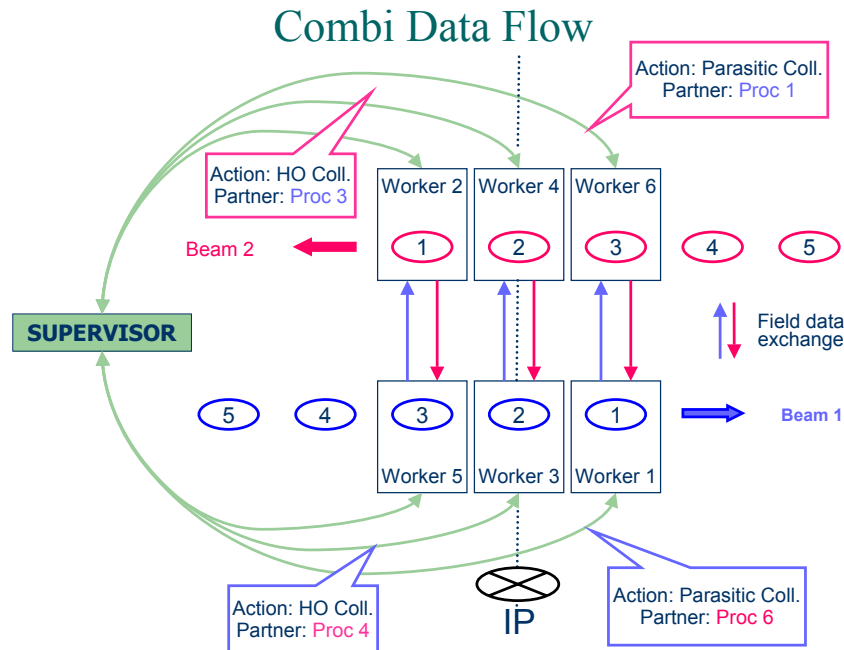 Combi Data Flow
Action: Parasitic Coll.
Partner: Proc 1
Action: HO Coll.
Partner: Proc 3
Worker 2
Worker 4
Worker 6
Beam 2
1
2
3
4
5
SUPERVISOR
Field data
exchange
5
4
3
2
1
Beam 1
Worker 5
Worker 3
Worker 1
Action: HO Coll.
Partner: Proc 4
IP
Action: Parasitic Coll.
Partner: Proc 6